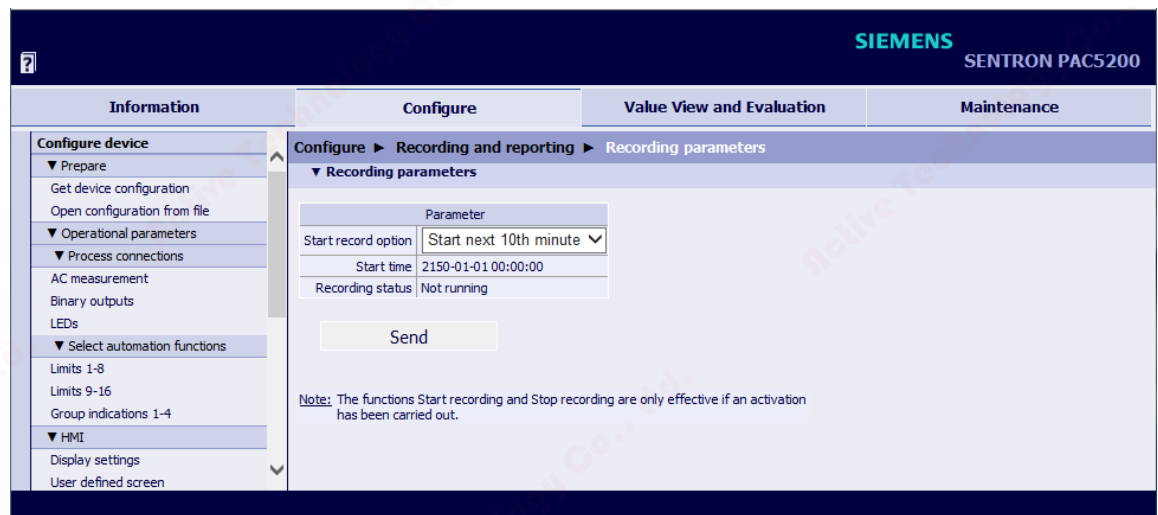 ?
SIEMENS
SENTRON PAC5200
Information
Configure
Value View and Evaluation
Maintenance
Configure device
▼ Prepare
Get device configuration
Open configuration from file
▼ Operational parameters
▼ Process connections
AC measurement
Binary outputs
LEDs
▼ Select automation functions
Limits 1-8
Limits 9-16
Group indications 1-4
▼ HMI
Display settings
User defined screen
Configure ► Recording and reporting ► Recording parameters
▼ Recording parameters
Parameter
Start record option Start next 10th minute
Start time 2150-01-01 00:00:00
Recording status Not running
Send
Note: The functions Start recording and Stop recording are only effective if an activation
has been carried out.